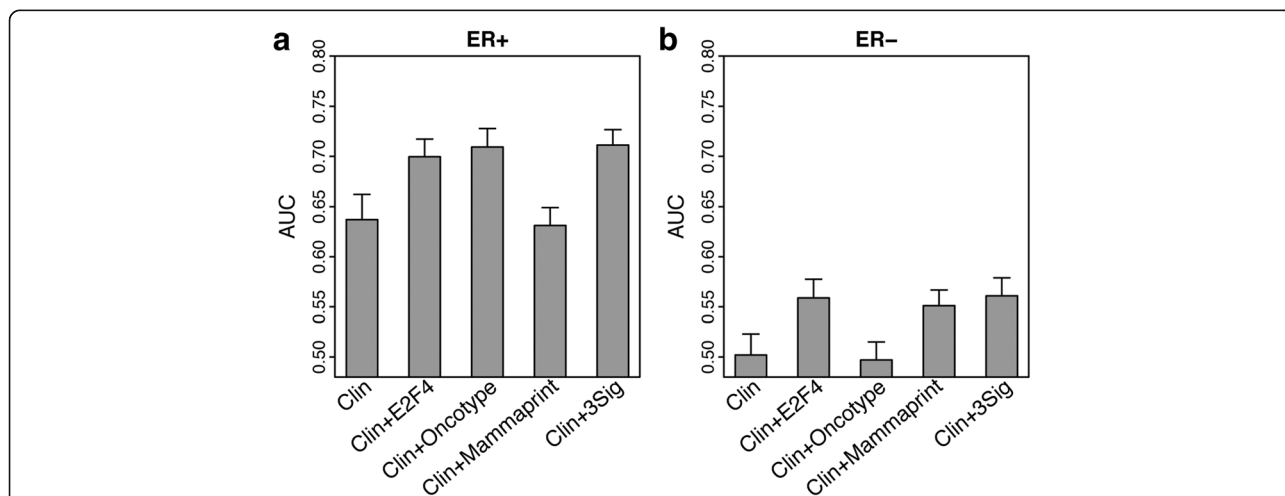 a
ER+
AUC
0.80
0.75
0.70
0.65
0.60
0.55
0.50
Clin
Clin+E2F4
Clin+Oncotype
Clin+Mammaprint
Clin+3Sig
b
ER−
AUC
0.80
0.75
0.70
0.65
0.60
0.55
0.50
Clin
Clin+E2F4
Clin+Oncotype
Clin+Mammaprint
Clin+3Sig